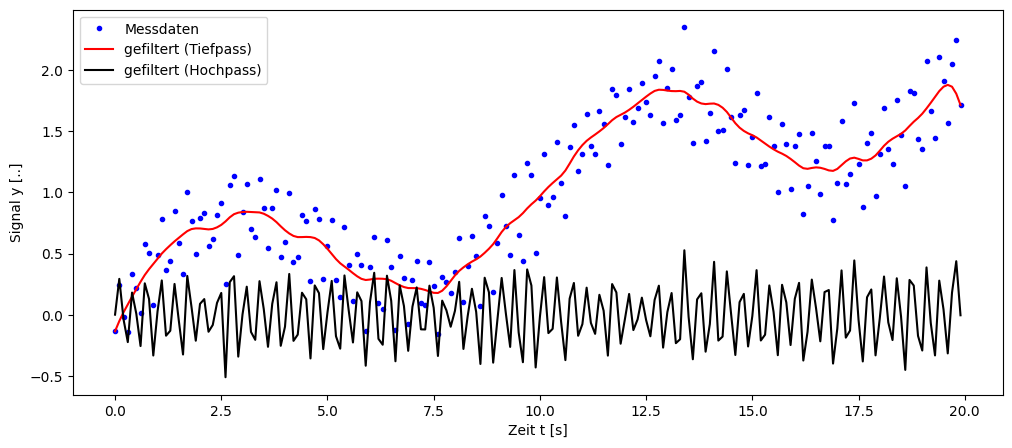 Messdaten
gefiltert (Tiefpass)
gefiltert (Hochpass)
Signal y [..]
2.0
1.5
1.0
0.5
0.0
−0.5
0.0 2.5 5.0 7.5 10.0 12.5 15.0 17.5 20.0
Zeit t [s]